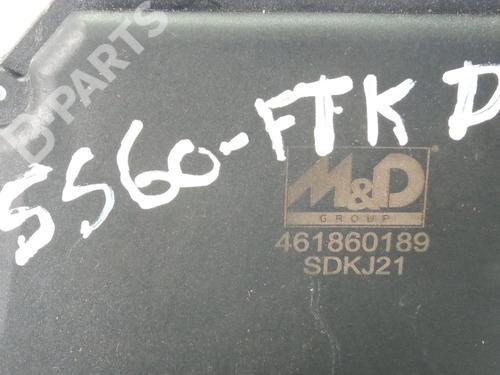 B-PARTS
5560-FTK D
M&D
GROUP
461860189
SDKJ21